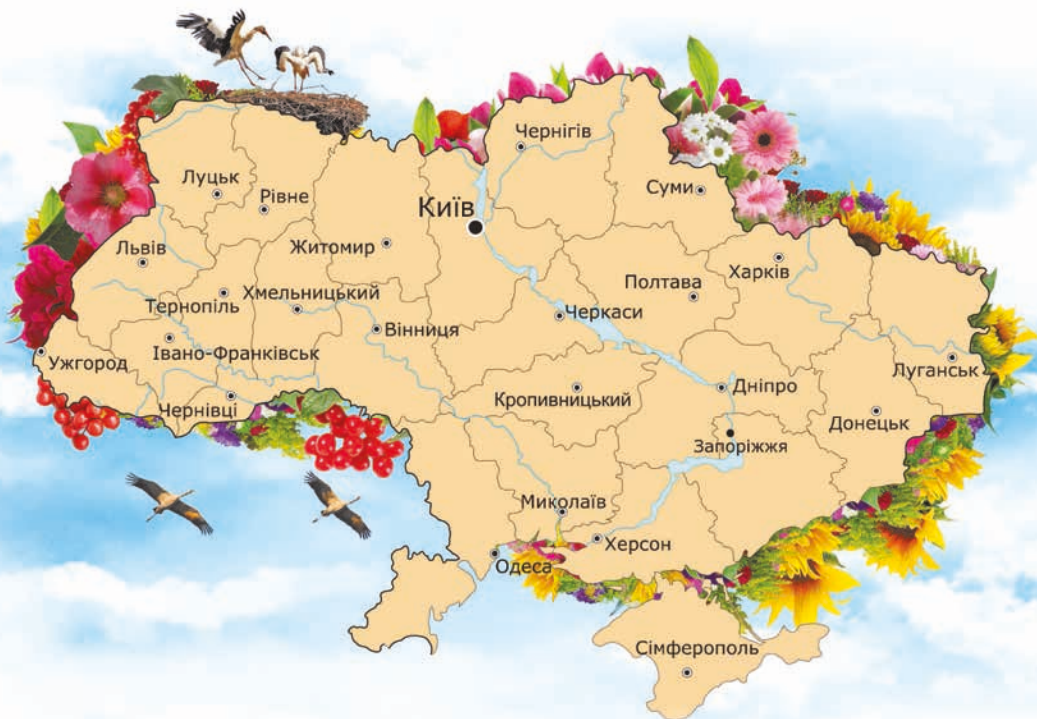 Чернігів
Луцьк
Рівне
Суми
Київ
Житомир
Львів
Харків
Полтава
Тернопіль
Хмельницький
Черкаси
Вінниця
Ужгород
Івано-Франківськ
Луганськ
Дніпро
Кропивницький
Чернівці
Донецьк
Запоріжжя
Миколаїв
Херсон
Одеса
Сімферополь